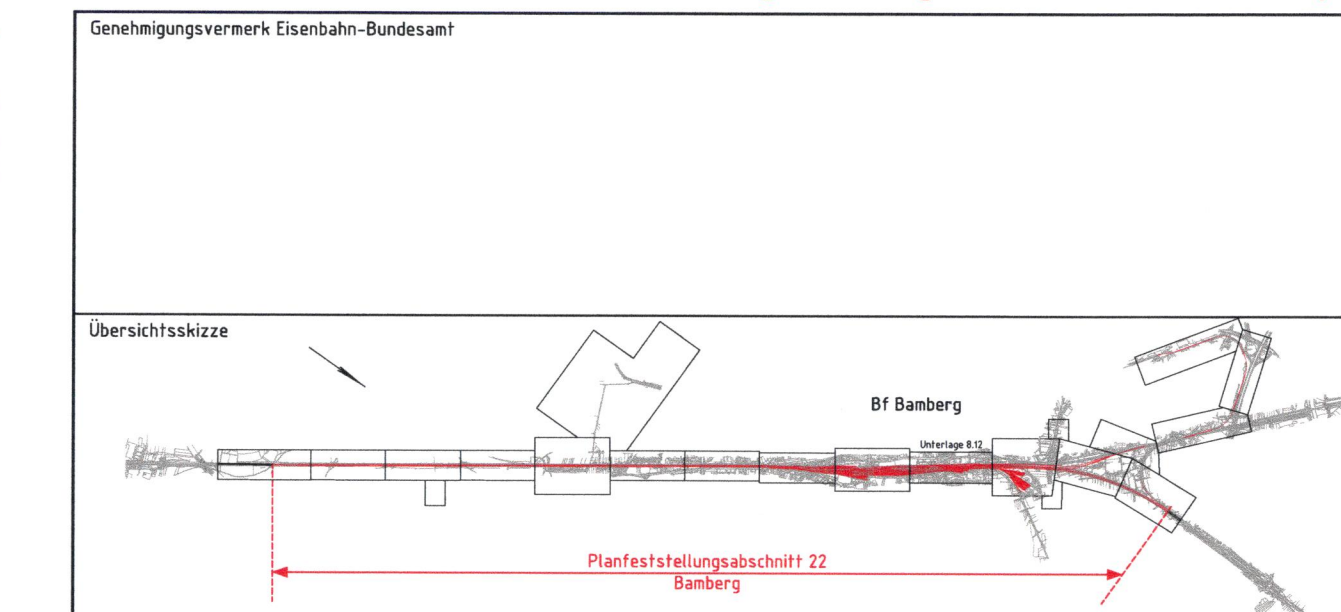 Genehmigungsvermerk Eisenbahn-Bundesamt
Übersichtsskizze
Bf Bamberg
Unterlage 8.12
Planfeststellungsabschnitt 22
Bamberg